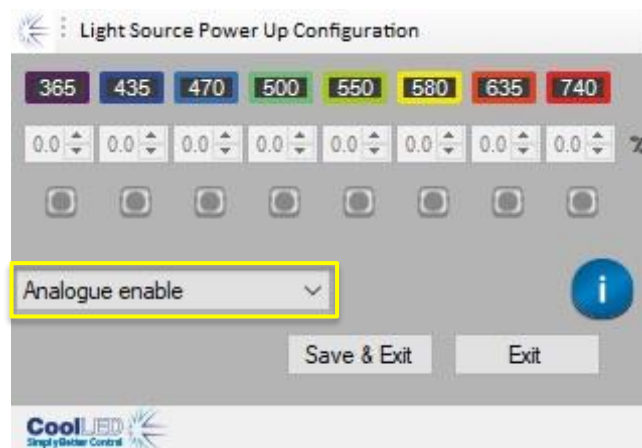 Light Source Power Up Configuration
365 435 470 500 550 580 635 740
0.0 0.0 0.0 0.0 0.0 0.0 0.0 0.0 %
Analogue enable
i
Save & Exit Exit
CoolLED
Simply Better Control